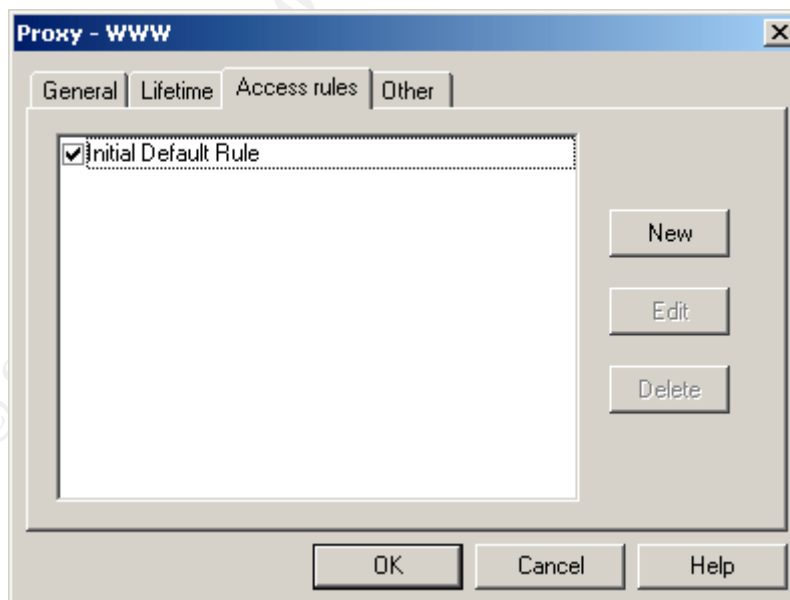 Proxy - WWW
General
Lifetime
Access rules
Other
Initial Default Rule
New
Edit
Delete
OK
Cancel
Help